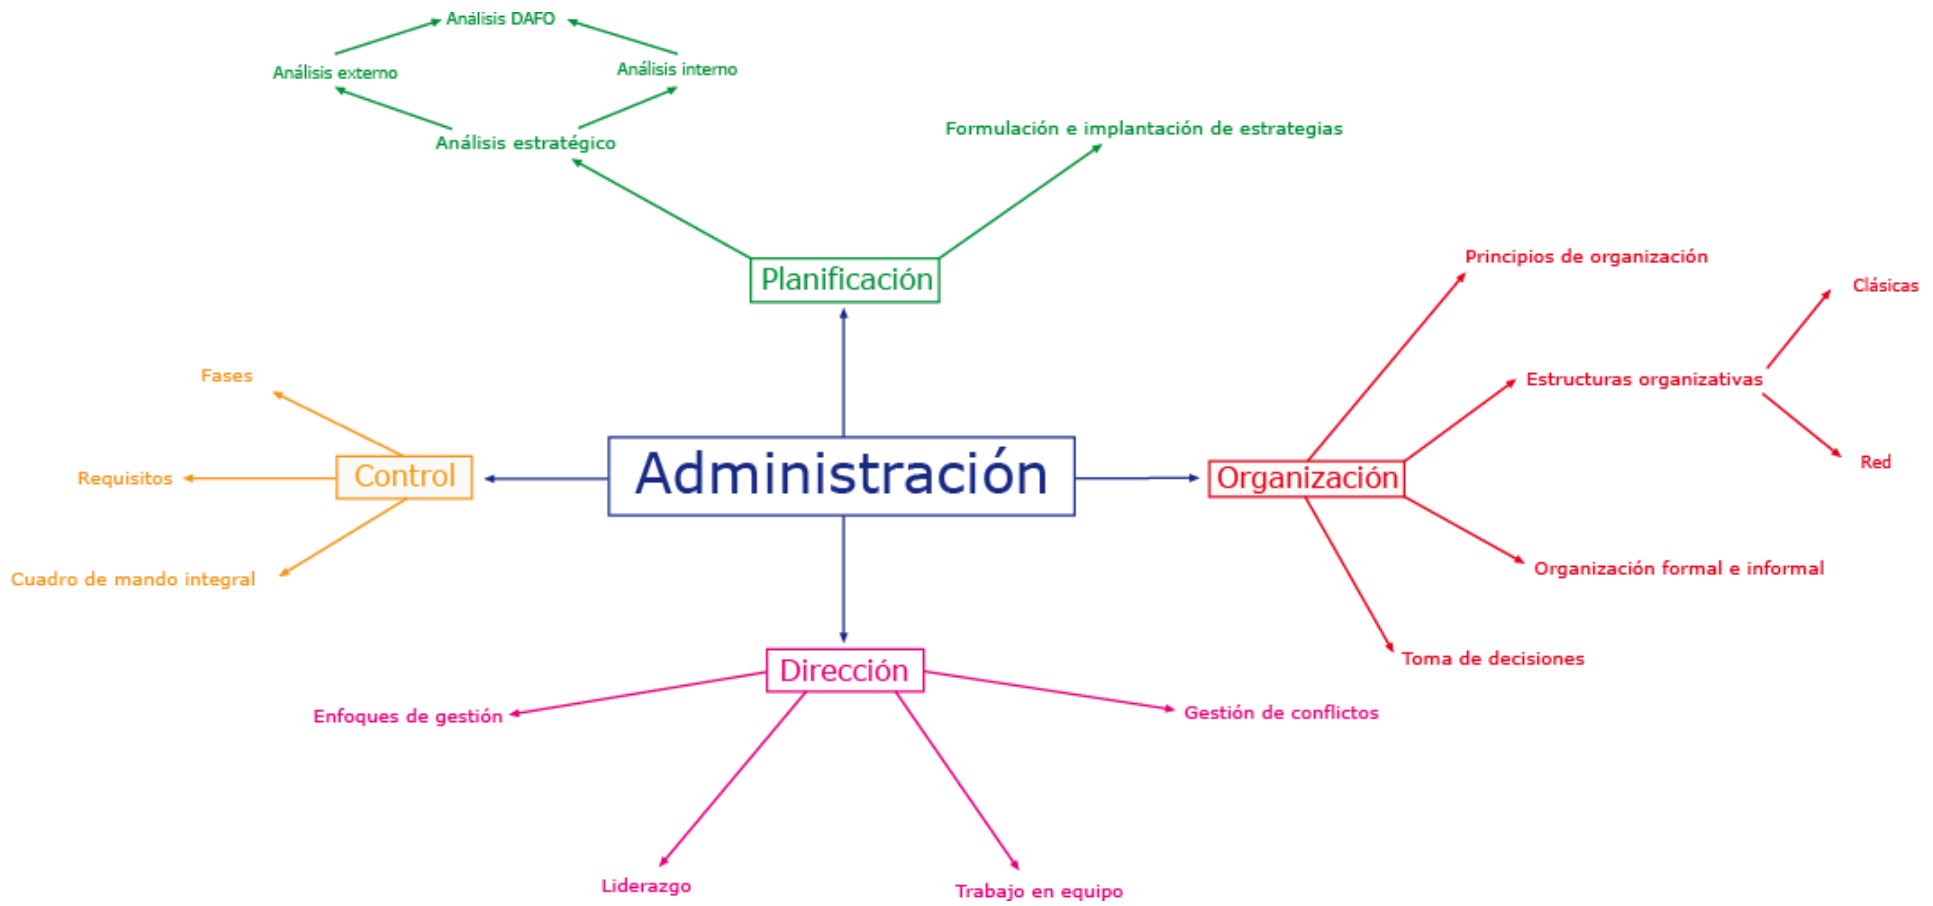 Análisis DAFO
Análisis externo
Análisis interno
Análisis estratégico
Formulación e implantación de estrategias
Planificación
Principios de organización
Clásicas
Estructuras organizativas
Red
Fases
Requisitos
Control
Cuadro de mando integral
Administración
Organización
Organización formal e informal
Toma de decisiones
Dirección
Enfoques de gestión
Gestión de conflictos
Liderazgo
Trabajo en equipo